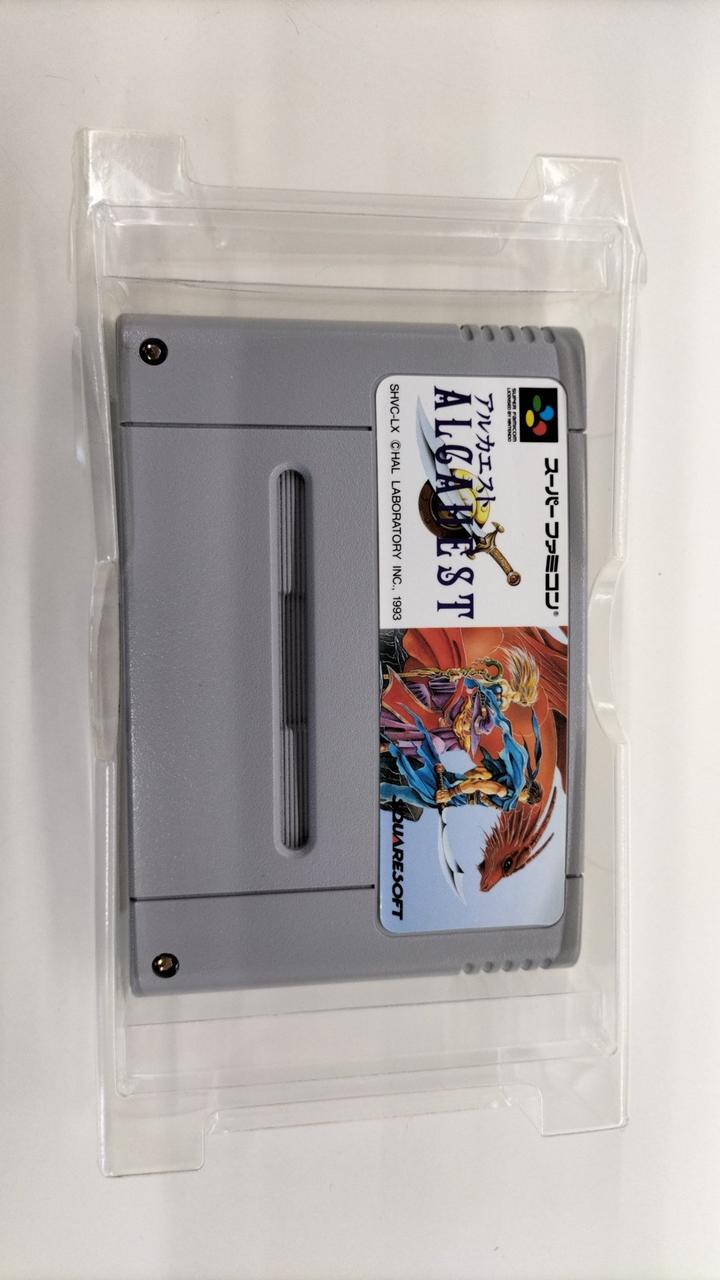 スーパーファミコン®
SUPER FAMICOM
LICENSED BY NINTENDO
アルカエスト
ALCAHEST
SHVC-LX ©HAL LABORATORY INC., 1993
SQUARESOFT